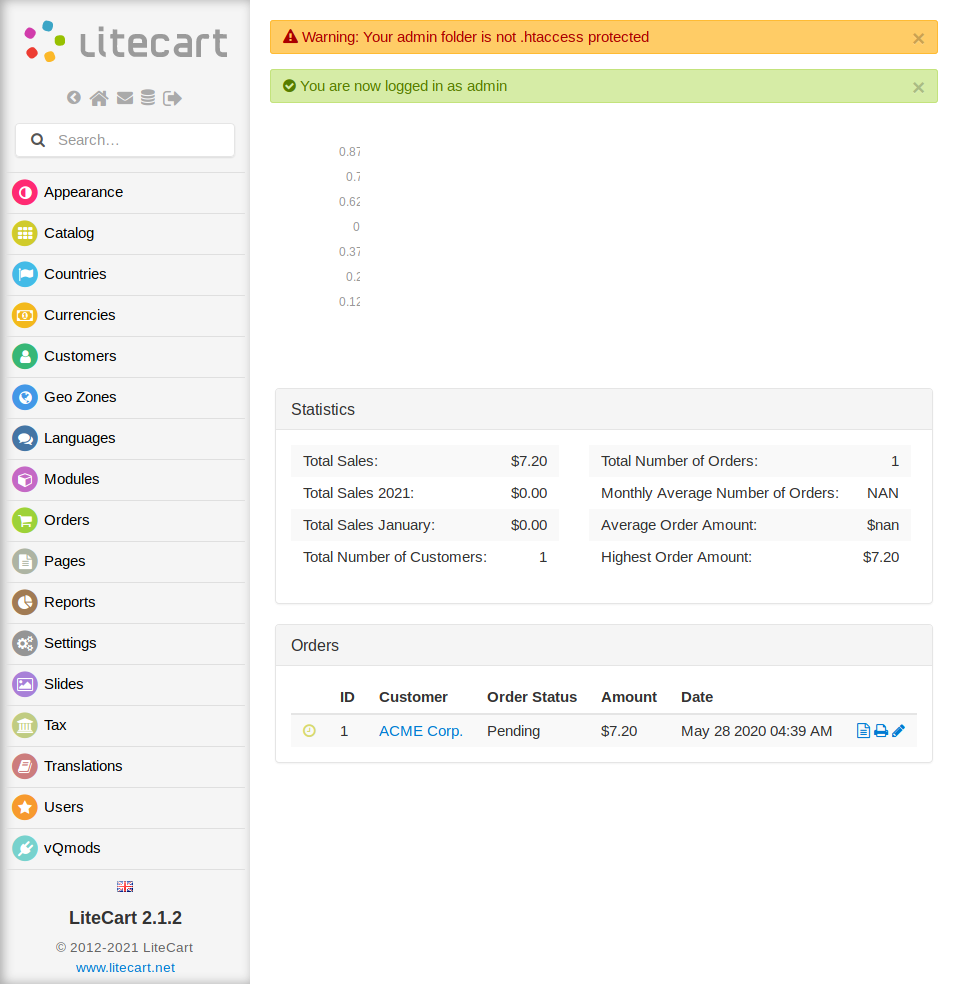 litecart
Search…
Appearance
Catalog
Countries
Currencies
Customers
Geo Zones
Languages
Modules
Orders
Pages
Reports
Settings
Slides
Tax
Translations
Users
vQmods
LiteCart 2.1.2
© 2012-2021 LiteCart
www.litecart.net
Warning: Your admin folder is not .htaccess protected ×
You are now logged in as admin ×
0.87
0.7
0.62
0
0.37
0.2
0.12
Statistics
Total Sales: $7.20
Total Sales 2021: $0.00
Total Sales January: $0.00
Total Number of Customers: 1
Total Number of Orders: 1
Monthly Average Number of Orders: NAN
Average Order Amount: $nan
Highest Order Amount: $7.20
Orders
ID Customer Order Status Amount Date
1 ACME Corp. Pending $7.20 May 28 2020 04:39 AM